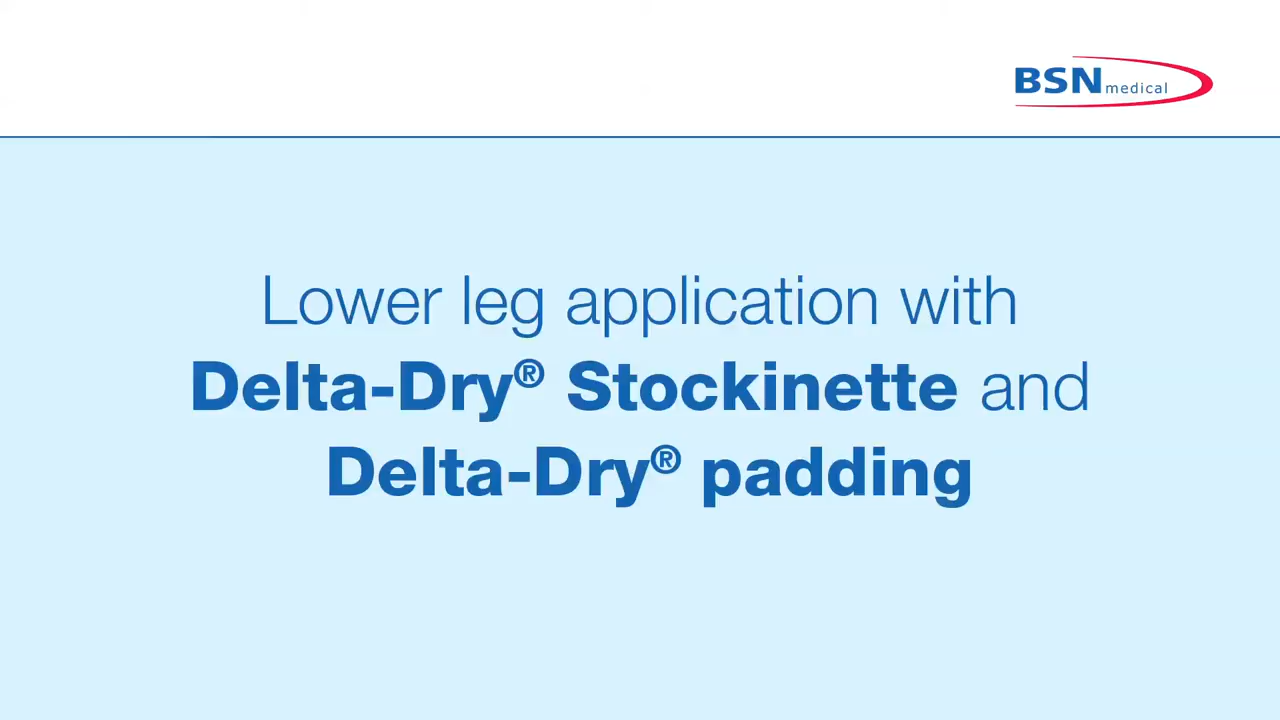 BSN medical
Lower leg application with
Delta-Dry® Stockinette and
Delta-Dry® padding